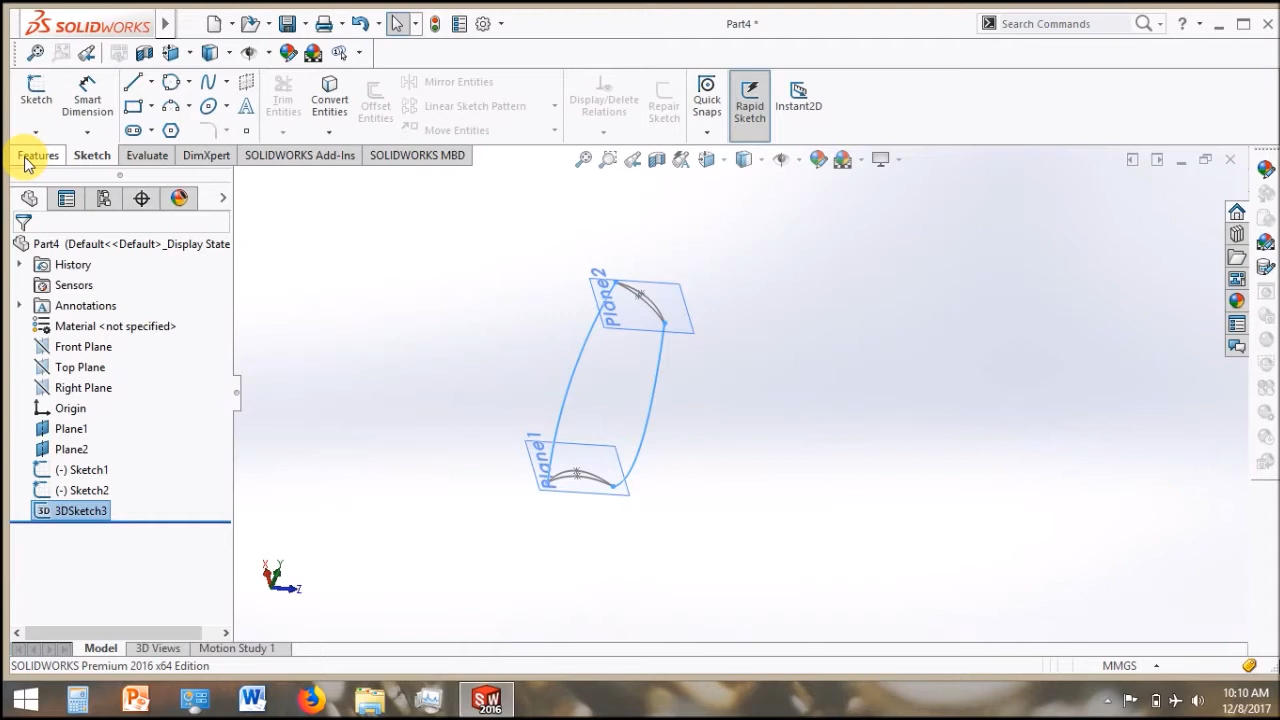 SOLIDWORKS
Part4 *
Search Commands
Sketch
Smart Dimension
Trim Entities
Convert Entities
Offset Entities
Mirror Entities
Linear Sketch Pattern
Move Entities
Display/Delete Relations
Repair Sketch
Quick Snaps
Rapid Sketch
Instant2D
Features
Sketch
Evaluate
DimXpert
SOLIDWORKS Add-Ins
SOLIDWORKS MBD
Part4 (Default<<Default>_Display State
History
Sensors
Annotations
Material <not specified>
Front Plane
Top Plane
Right Plane
Origin
Plane1
Plane2
(-) Sketch1
(-) Sketch2
3D 3DSketch3
Plane2
Plane1
X
Y
Z
Model
3D Views
Motion Study 1
SOLIDWORKS Premium 2016 x64 Edition
MMGS
SW 2016
10:10 AM
12/8/2017